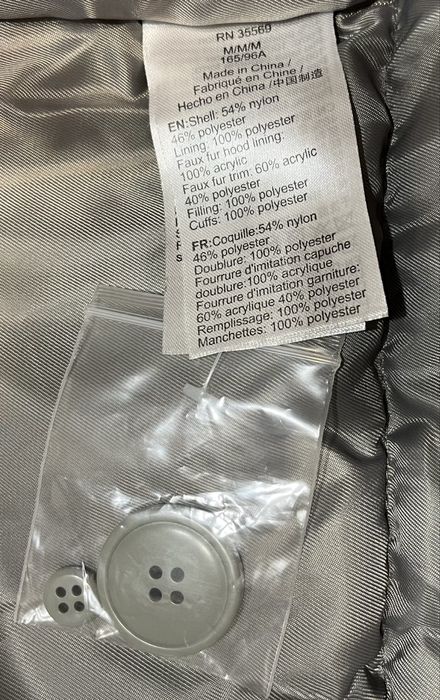 RN 35569
M/M/M
165/96A
Made in China /
Fabriqué en Chine /
Hecho en China /中国制造
EN:Shell: 54% nylon
46% polyester
Lining: 100% polyester
Faux fur hood lining:
100% acrylic
Faux fur trim: 60% acrylic
40% polyester
Filling: 100% polyester
Cuffs: 100% polyester
FR:Coquille:54% nylon
46% polyester
Doublure: 100% polyester
Fourrure d'imitation capuche
doublure:100% acrylique
Fourrure d'imitation garniture:
60% acrylique 40% polyester
Remplissage: 100% polyester
Manchettes: 100% polyester